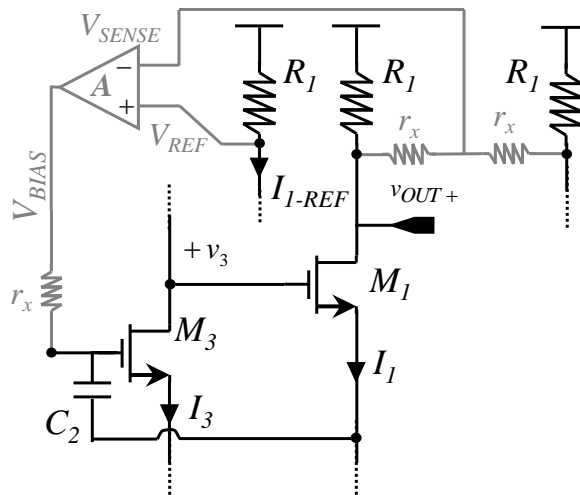 V_SENSE
R_1
R_1
R_1
−
A
+
r_x
r_x
V_REF
V_BIAS
I_1-REF
v_OUT+
+v_3
r_x
M_1
M_3
I_1
C_2
I_3